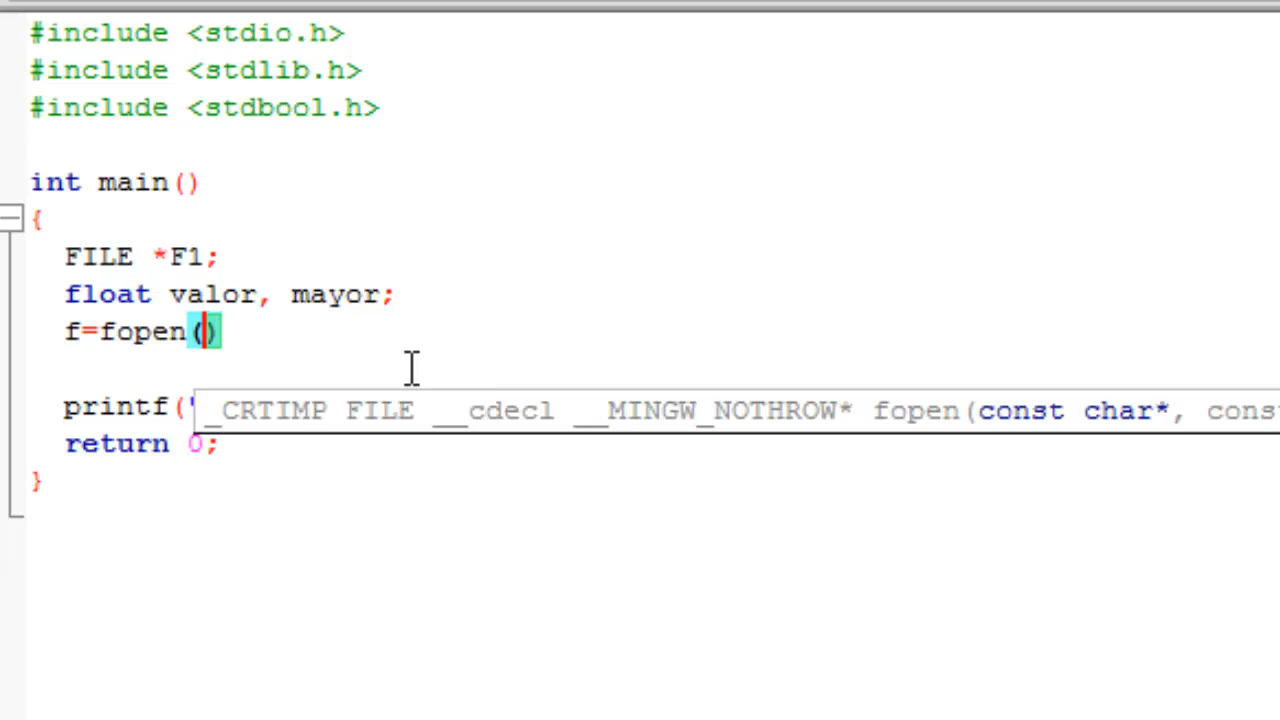 #include <stdio.h>
#include <stdlib.h>
#include <stdbool.h>
int main()
{
FILE *F1;
float valor, mayor;
f=fopen()
printf("
_CRTIMP FILE __cdecl __MINGW_NOTHROW* fopen(const char*, cons
return 0;
}